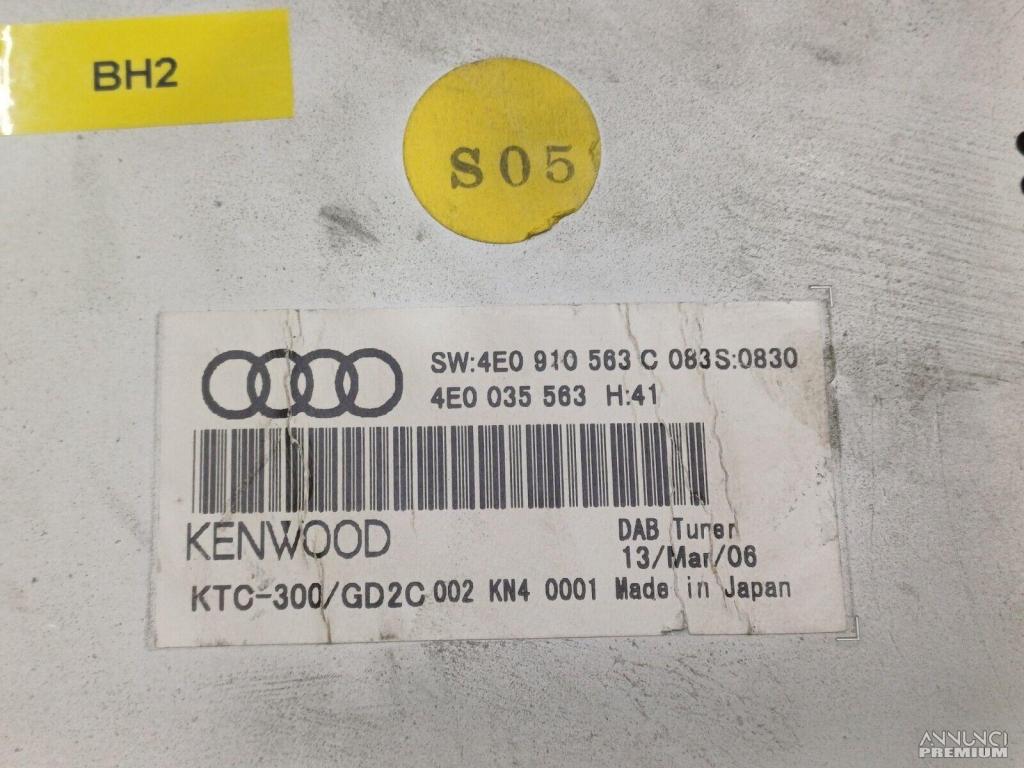 BH2
S05
SW:4E0 910 563 C 083S:0830
4E0 035 563 H:41
KENWOOD
DAB Tuner
13/Mar/06
KTC-300/GD2C 002 KN4 0001 Made in Japan
ANNUNCI
PREMIUM